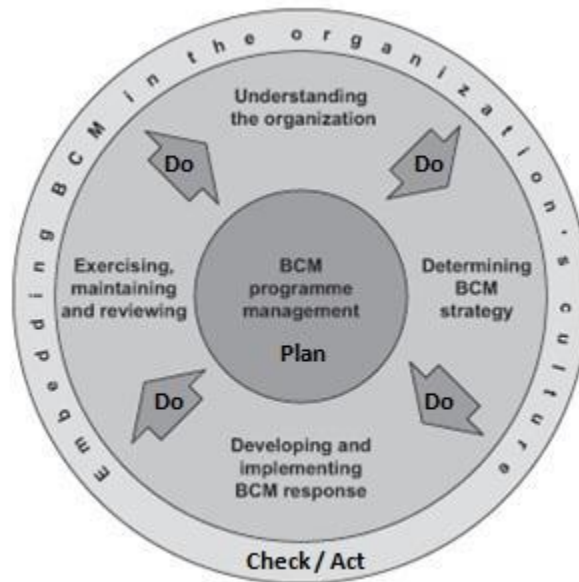 Embedding BCM in the organization's culture
Understanding
the organization
Do
Do
Exercising,
maintaining
and reviewing
BCM
programme
management
Plan
Determining
BCM
strategy
Do
Do
Developing and
implementing
BCM response
Check / Act